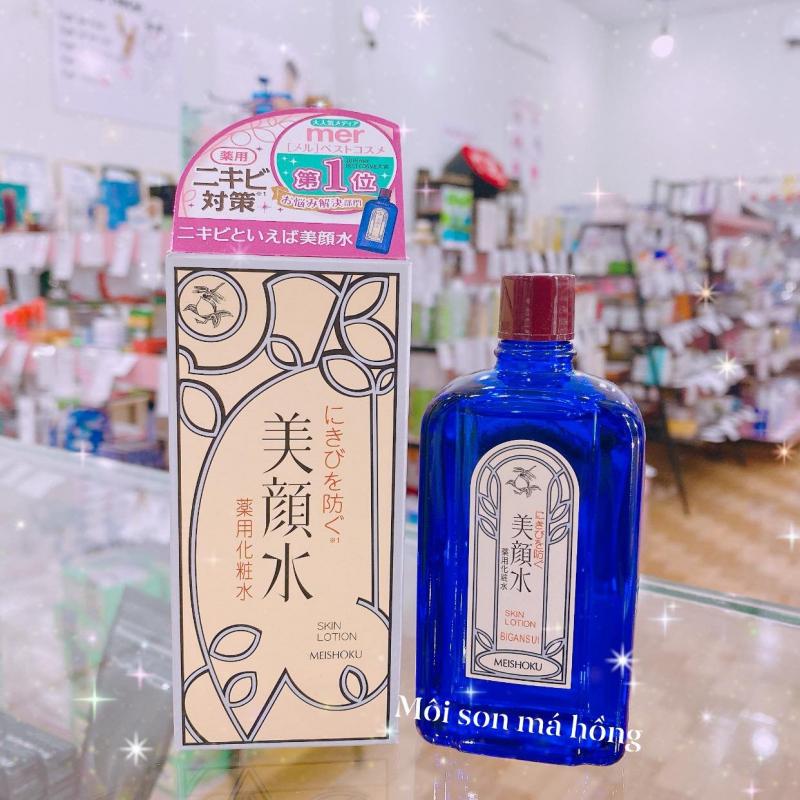 大人気メディア
mer
[メル]ベストコスメ
第1位
お悩み解決部門
薬用
ニキビ
対策※1
ニキビといえば美顔水
にきびを防ぐ※1
美顔水
薬用化粧水
SKIN
LOTION
MEISHOKU
にきびを防ぐ
美顔水
薬用化粧水
SKIN
LOTION
BIGANSUI
MEISHOKU
Môi son má hồng